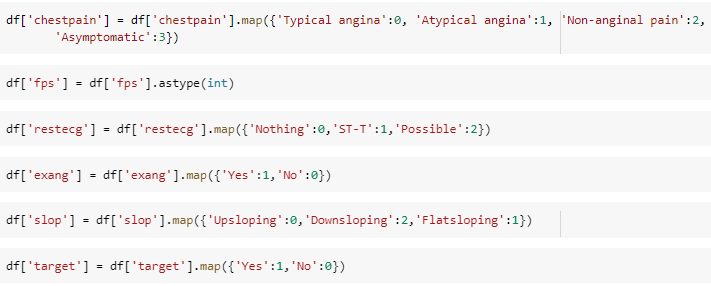 df['chestpain'] = df['chestpain'].map({'Typical angina':0, 'Atypical angina':1, 'Non-anginal pain':2,
'Asymptomatic':3})
df['fps'] = df['fps'].astype(int)
df['restecg'] = df['restecg'].map({'Nothing':0,'ST-T':1,'Possible':2})
df['exang'] = df['exang'].map({'Yes':1,'No':0})
df['slop'] = df['slop'].map({'Upsloping':0,'Downsloping':2,'Flatsloping':1})
df['target'] = df['target'].map({'Yes':1,'No':0})